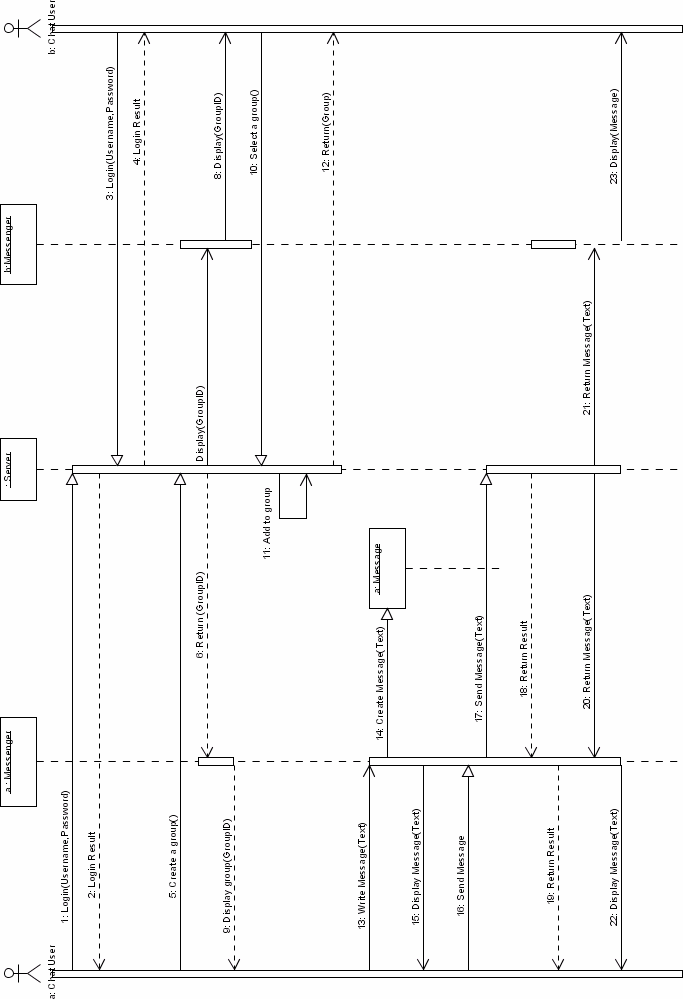 a: Chat User
a : Messenger
a: Message
: Server
b:Messenger
b: Chat User
1: Login(Username,Password)
2: Login Result
3: Login(Username,Password)
4: Login Result
5: Create a group()
6: Return (GroupID)
Display(GroupID)
8: Display(GroupID)
9: Display group(GroupID)
10: Select a group()
11: Add to group
12: Return(Group)
13: Write Message(Text)
14: Create Message(Text)
15: Display Message(Text)
16: Send Message
17: Send Message(Text)
18: Return Result
19: Return Result
20: Return Message(Text)
21: Return Message(Text)
22: Display Message(Text)
23: Display(Message)